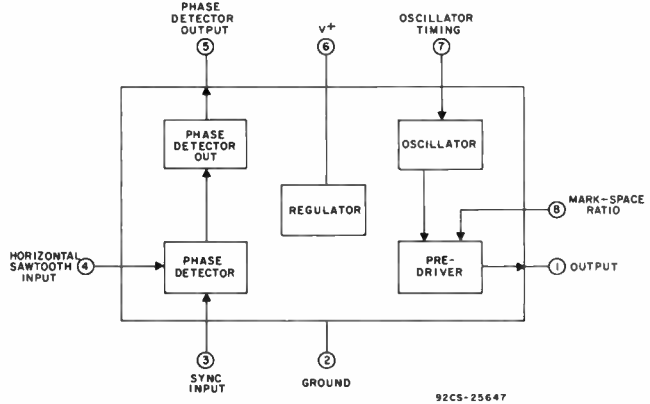 PHASE
DETECTOR
OUTPUT
5
V+
6
OSCILLATOR
TIMING
7
PHASE
DETECTOR
OUT
OSCILLATOR
REGULATOR
8
MARK-SPACE
RATIO
HORIZONTAL
SAWTOOTH
INPUT
4
PHASE
DETECTOR
PRE-
DRIVER
1
OUTPUT
3
SYNC
INPUT
2
GROUND
92CS-25647